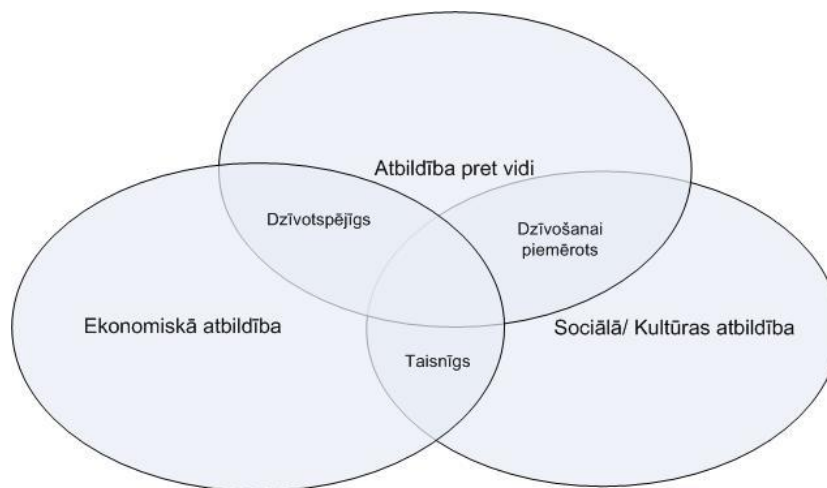 Atbildība pret vidi
Dzīvotspējīgs
Dzīvošanai
piemērots
Ekonomiskā atbildība
Sociālā/ Kultūras atbildība
Taisnīgs